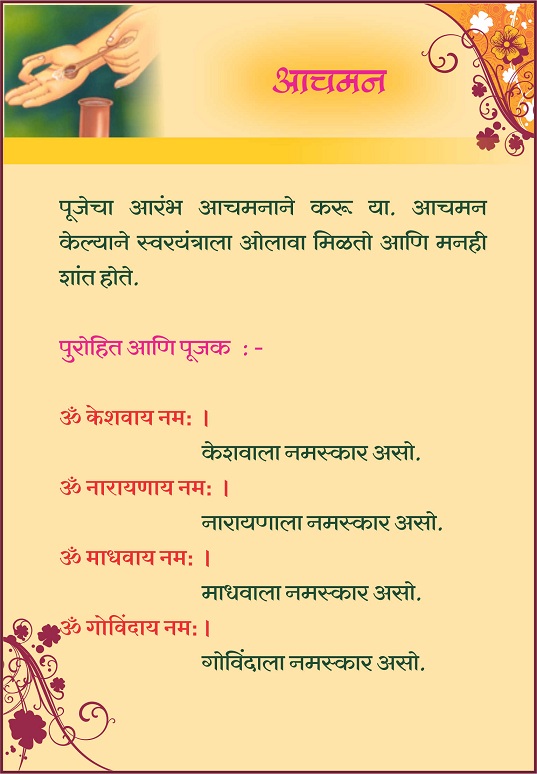 आचमन
पूजेचा आरंभ आचमनाने करू या. आचमन
केल्याने स्वरयंत्राला ओलावा मिळतो आणि मनही
शांत होते.
पुरोहित आणि पूजक : -
ॐ केशवाय नम: ।
केशवाला नमस्कार असो.
ॐ नारायणाय नम: ।
नारायणाला नमस्कार असो.
ॐ माधवाय नम: ।
माधवाला नमस्कार असो.
ॐ गोविंदाय नम: ।
गोविंदाला नमस्कार असो.